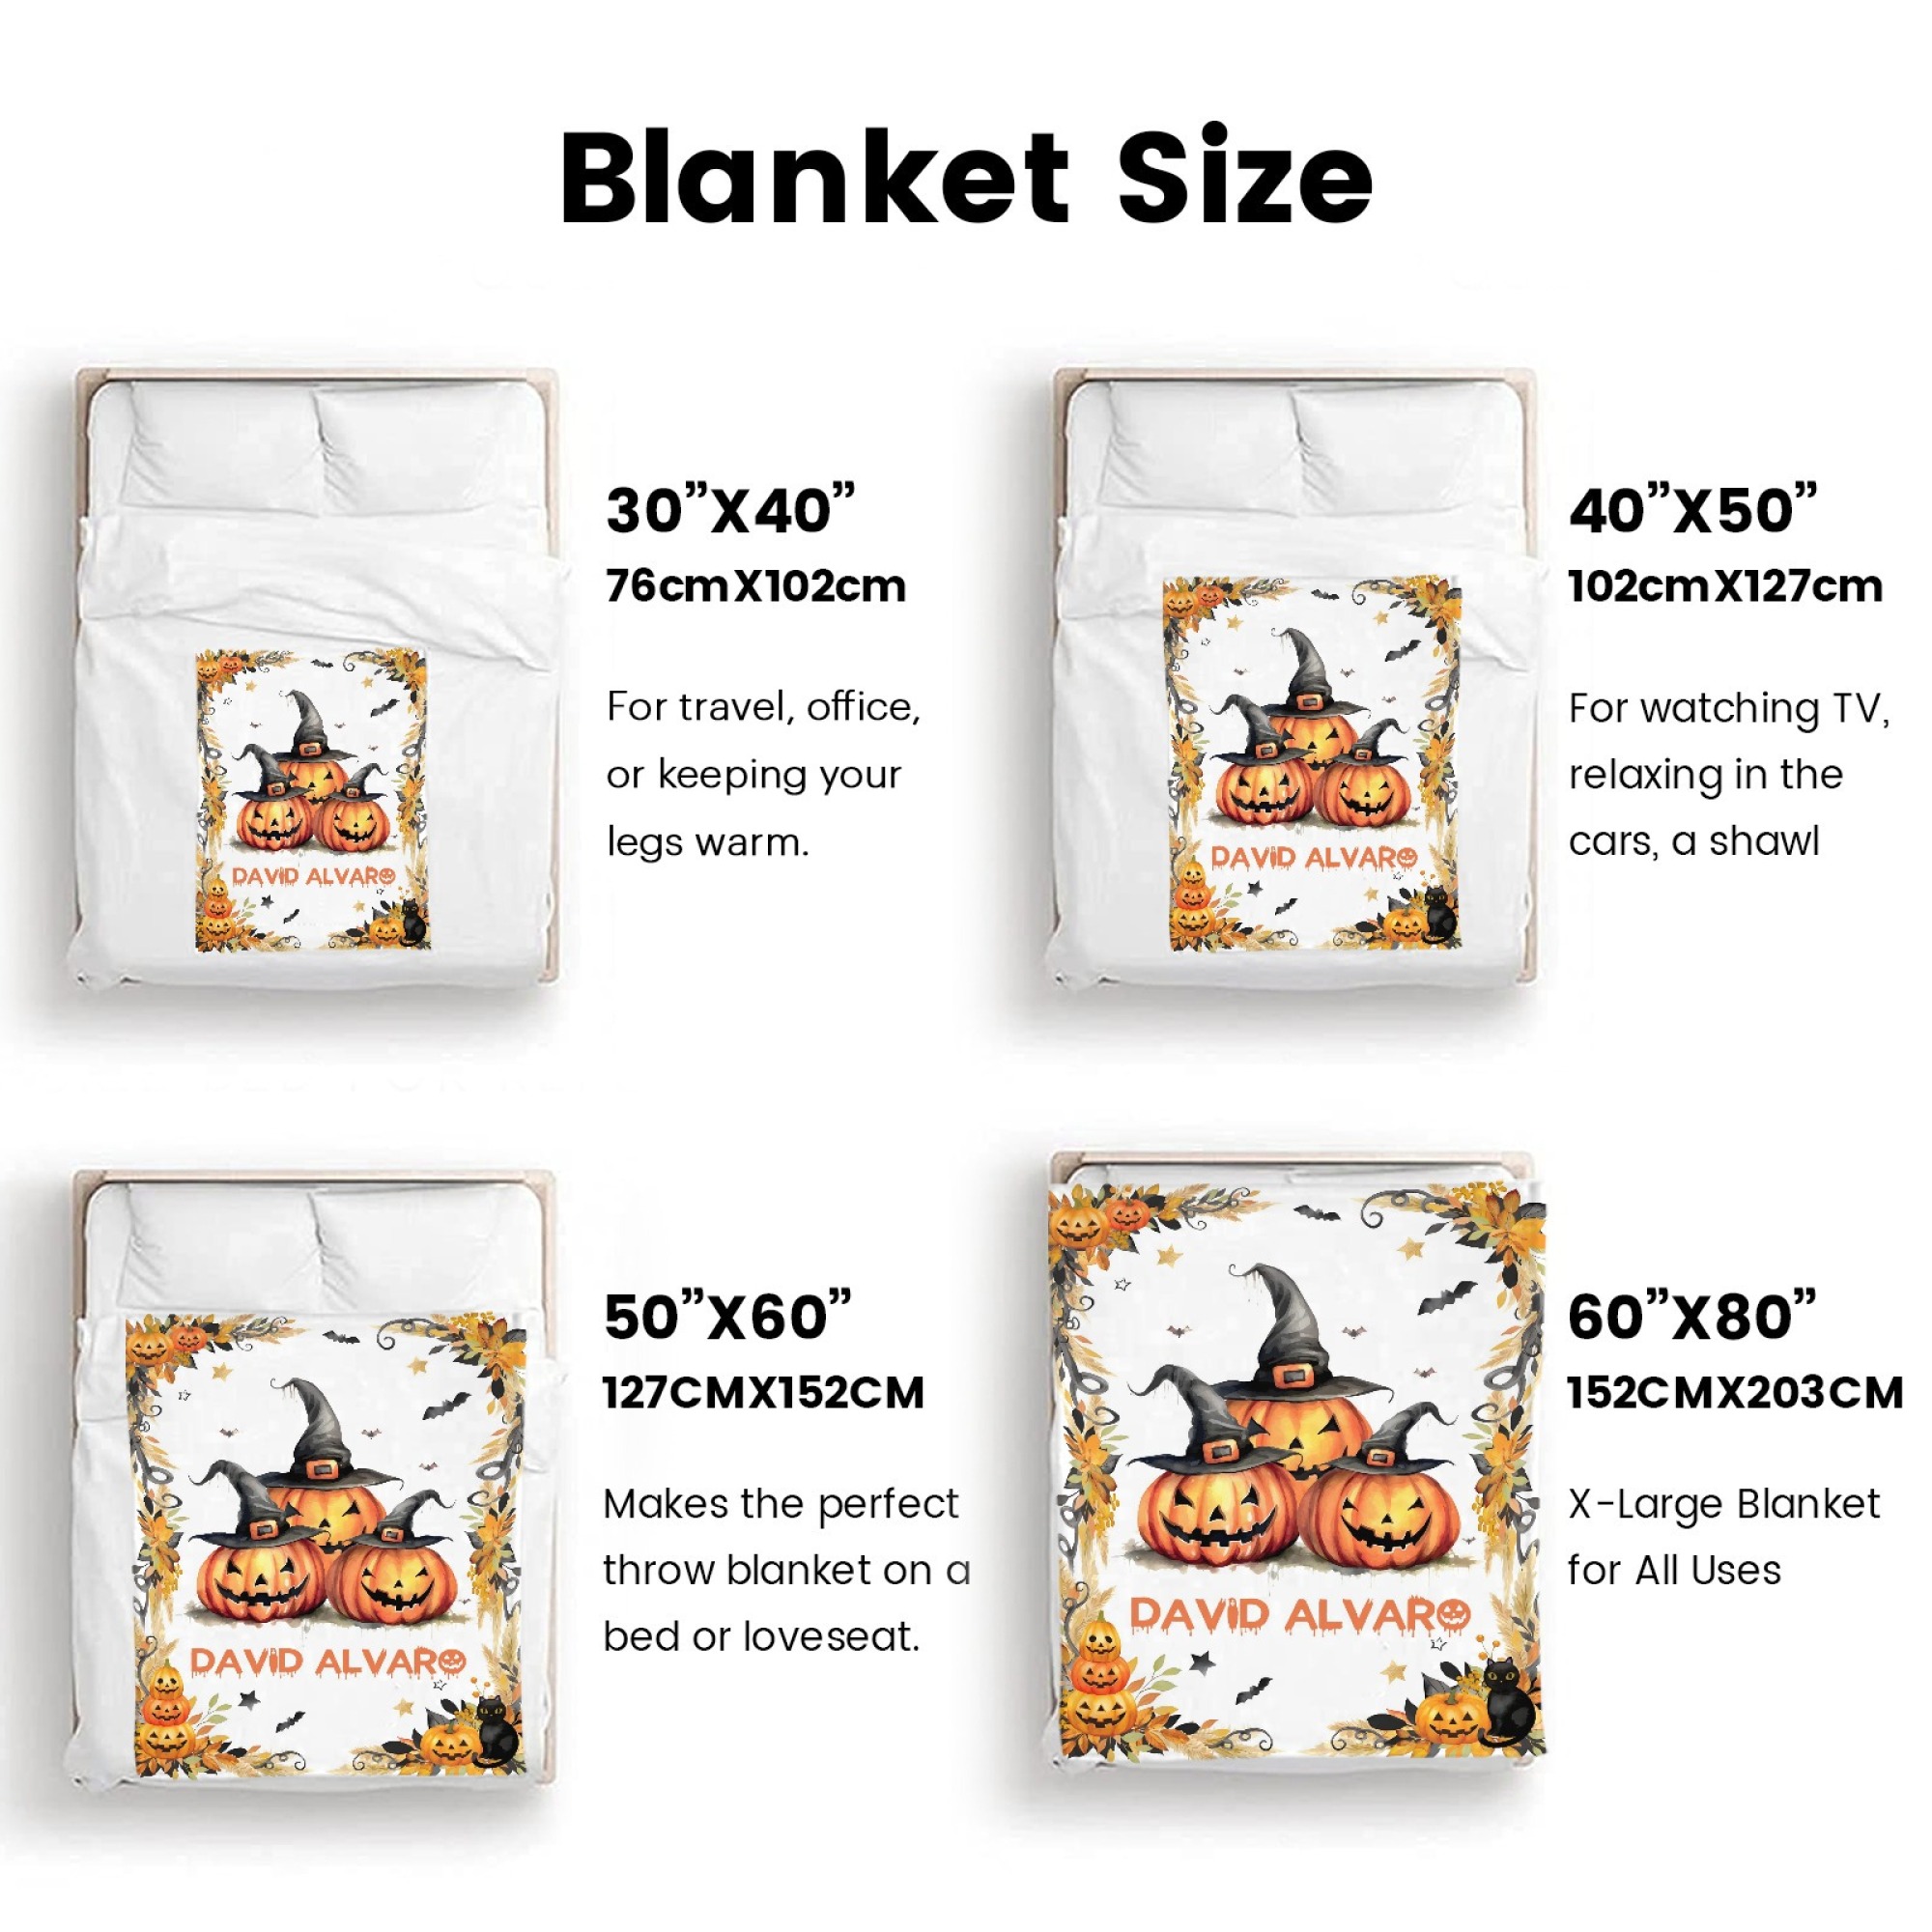 Blanket Size
30”X40”
76cmX102cm
For travel, office,
or keeping your
legs warm.
DAVID ALVARO
40”X50”
102cmX127cm
For watching TV,
relaxing in the
cars, a shawl
DAVID ALVARO
50”X60”
127CMX152CM
Makes the perfect
throw blanket on a
bed or loveseat.
DAVID ALVARO
60”X80”
152CMX203CM
X-Large Blanket
for All Uses
DAVID ALVARO